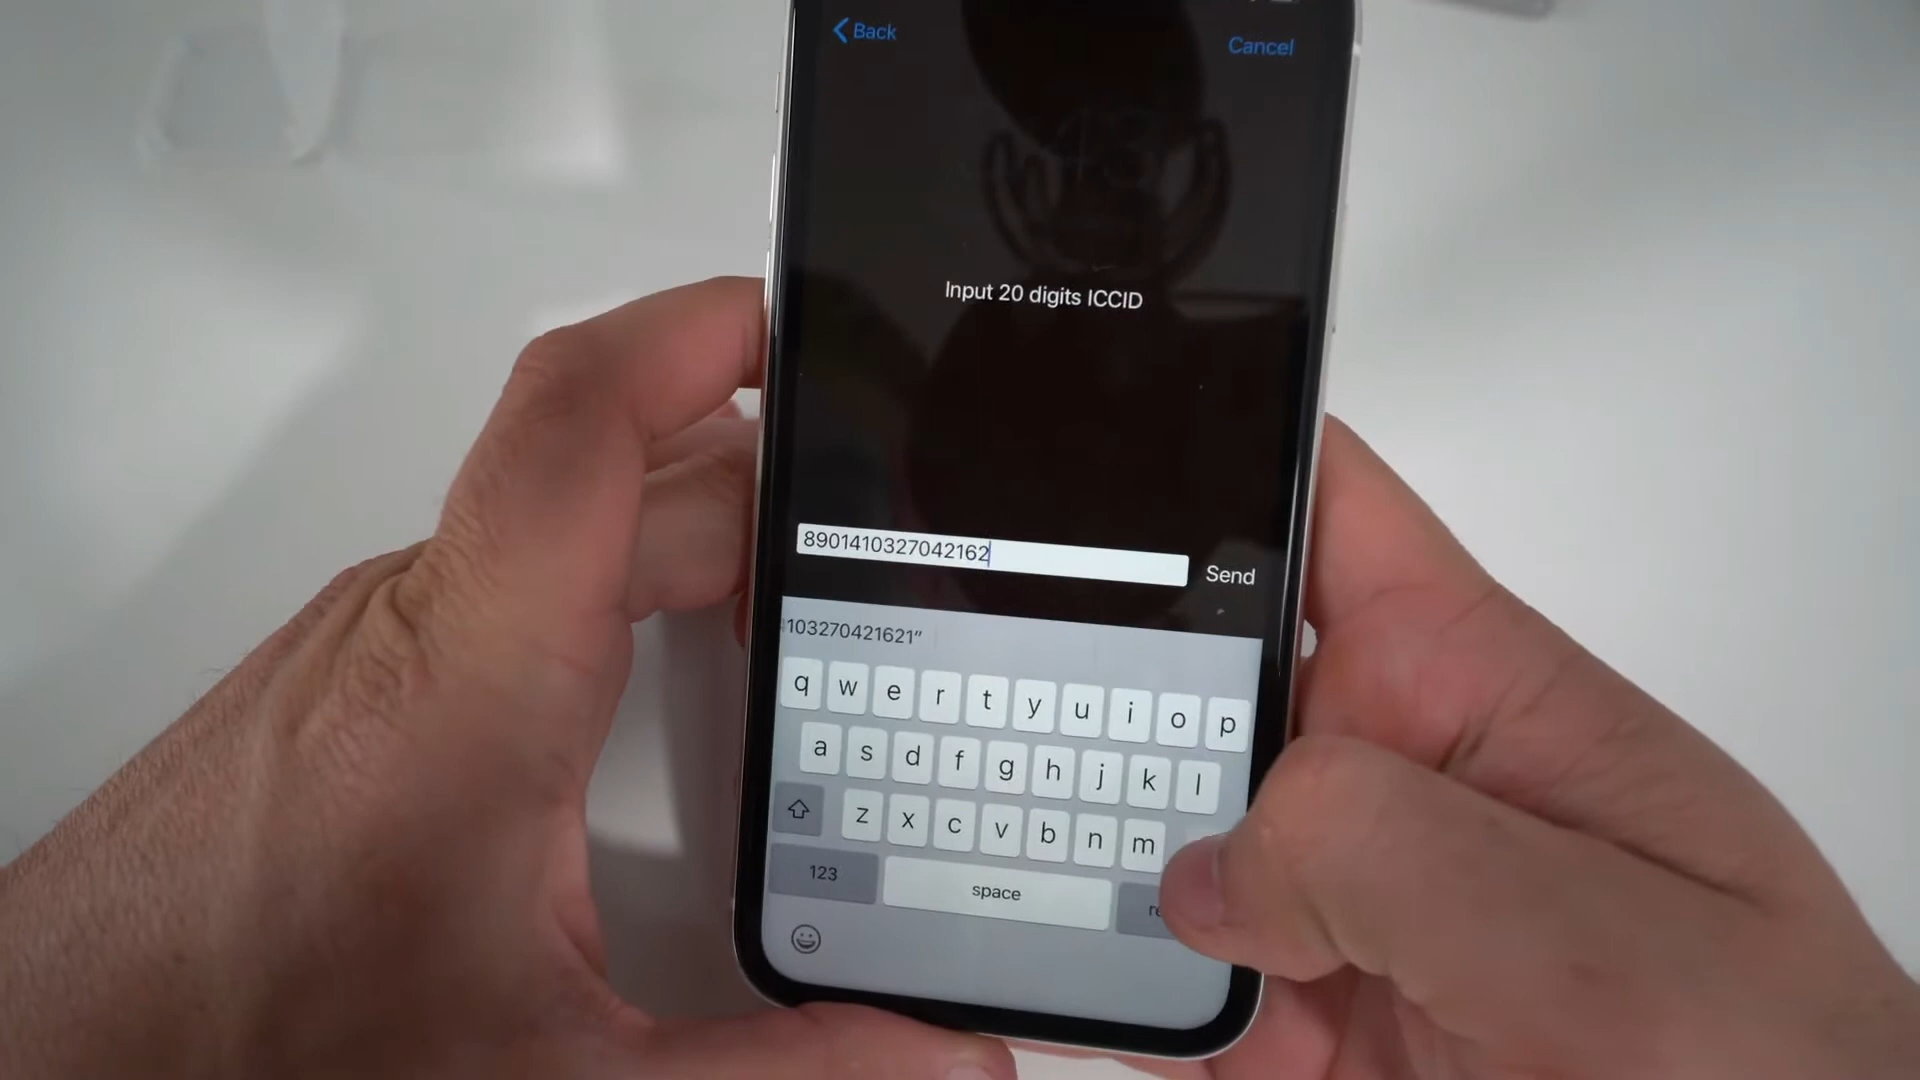 Back
Cancel
Input 20 digits ICCID
8901410327042162
Send
103270421621”
q w e r t y u i o p
a s d f g h j k l
z x c v b n m
123
space